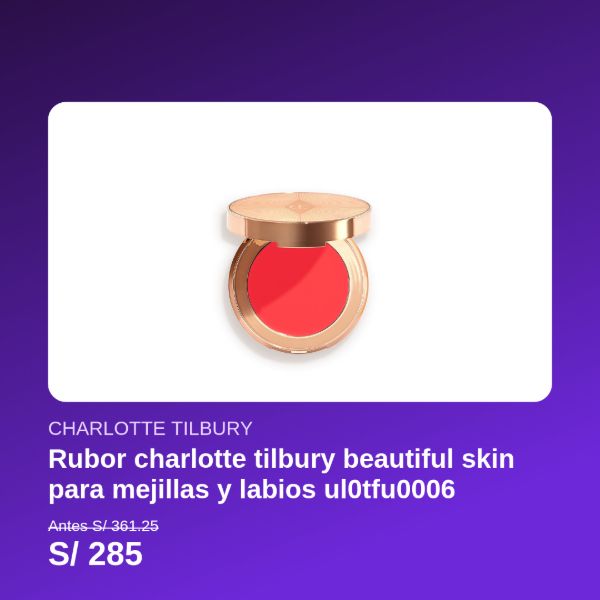 CHARLOTTE TILBURY
Rubor charlotte tilbury beautiful skin
para mejillas y labios ul0tfu0006
Antes S/ 361.25
S/ 285